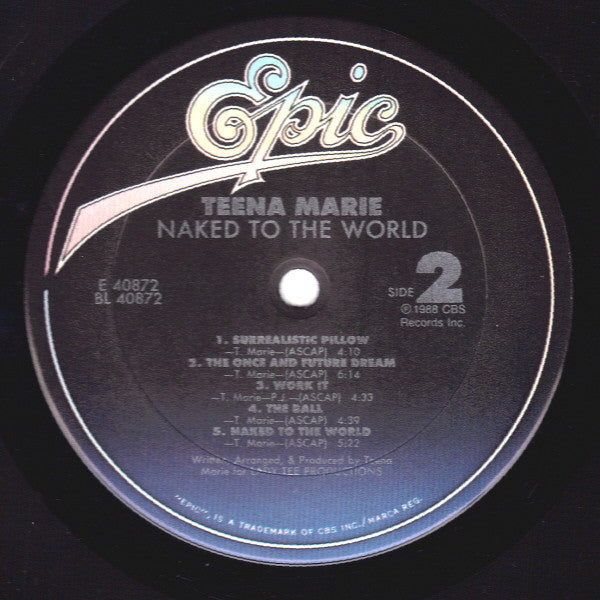 Epic
TEENA MARIE
NAKED TO THE WORLD
E 40872
BL 40872
SIDE 2
℗1988 CBS
Records Inc.
1. SURREALISTIC PILLOW
—T. Marie—(ASCAP) 4:10
2. THE ONCE AND FUTURE DREAM
—T. Marie—(ASCAP) 6:14
3. WORK IT
—T. Marie—P.J.—(ASCAP) 4:33
4. THE BALL
—T. Marie—(ASCAP) 4:39
5. NAKED TO THE WORLD
—T. Marie—(ASCAP) 5:22
Written, Arranged, & Produced by Teena
Marie for LADY TEE PRODUCTIONS
"EPIC", IS A TRADEMARK OF CBS INC./MARCA REG.